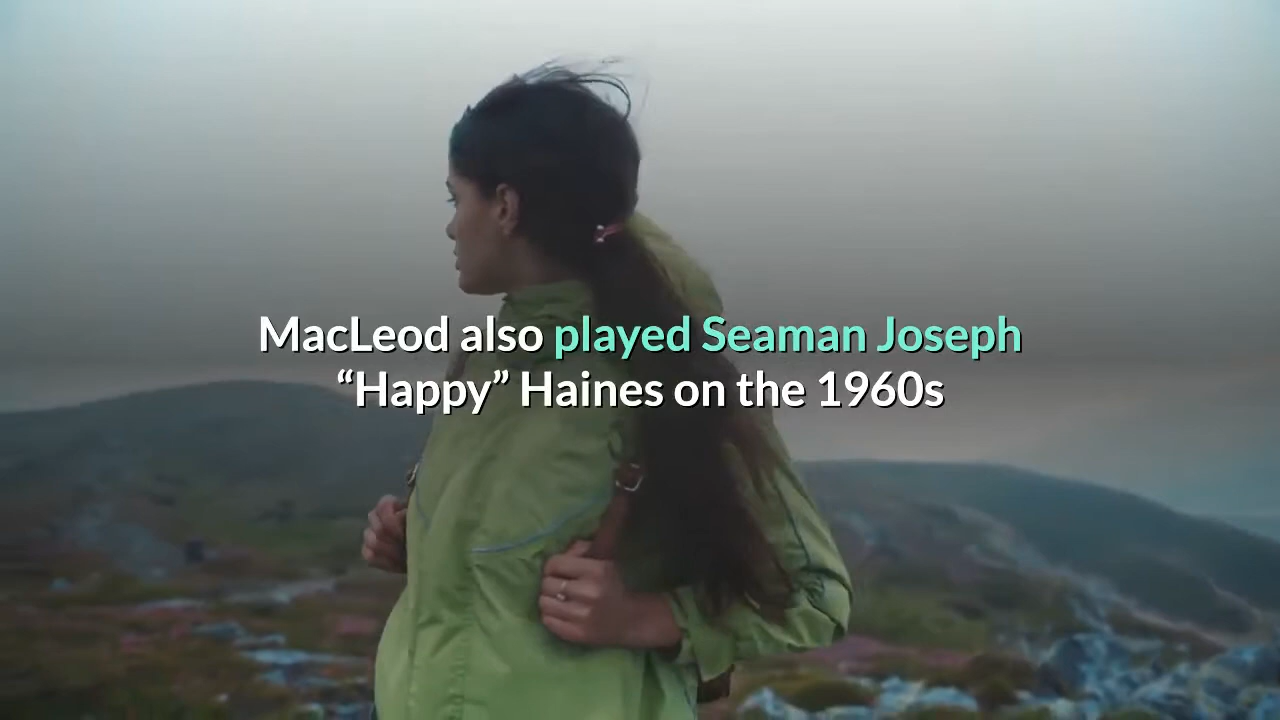 MacLeod also played Seaman Joseph
“Happy” Haines on the 1960s